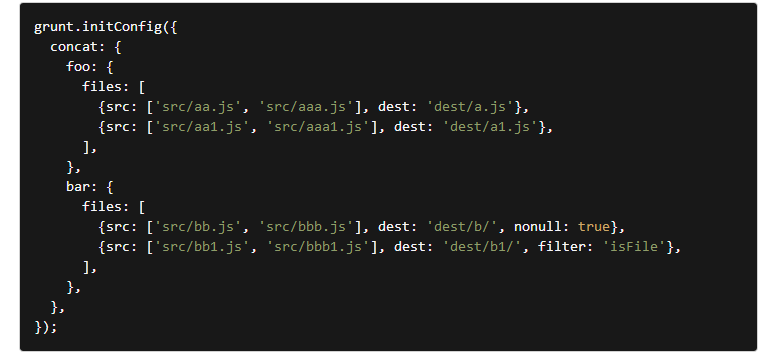 grunt.initConfig({
  concat: {
    foo: {
      files: [
        {src: ['src/aa.js', 'src/aaa.js'], dest: 'dest/a.js'},
        {src: ['src/aa1.js', 'src/aaa1.js'], dest: 'dest/a1.js'},
      ],
    },
    bar: {
      files: [
        {src: ['src/bb.js', 'src/bbb.js'], dest: 'dest/b/', nonull: true},
        {src: ['src/bb1.js', 'src/bbb1.js'], dest: 'dest/b1/', filter: 'isFile'},
      ],
    },
  },
});